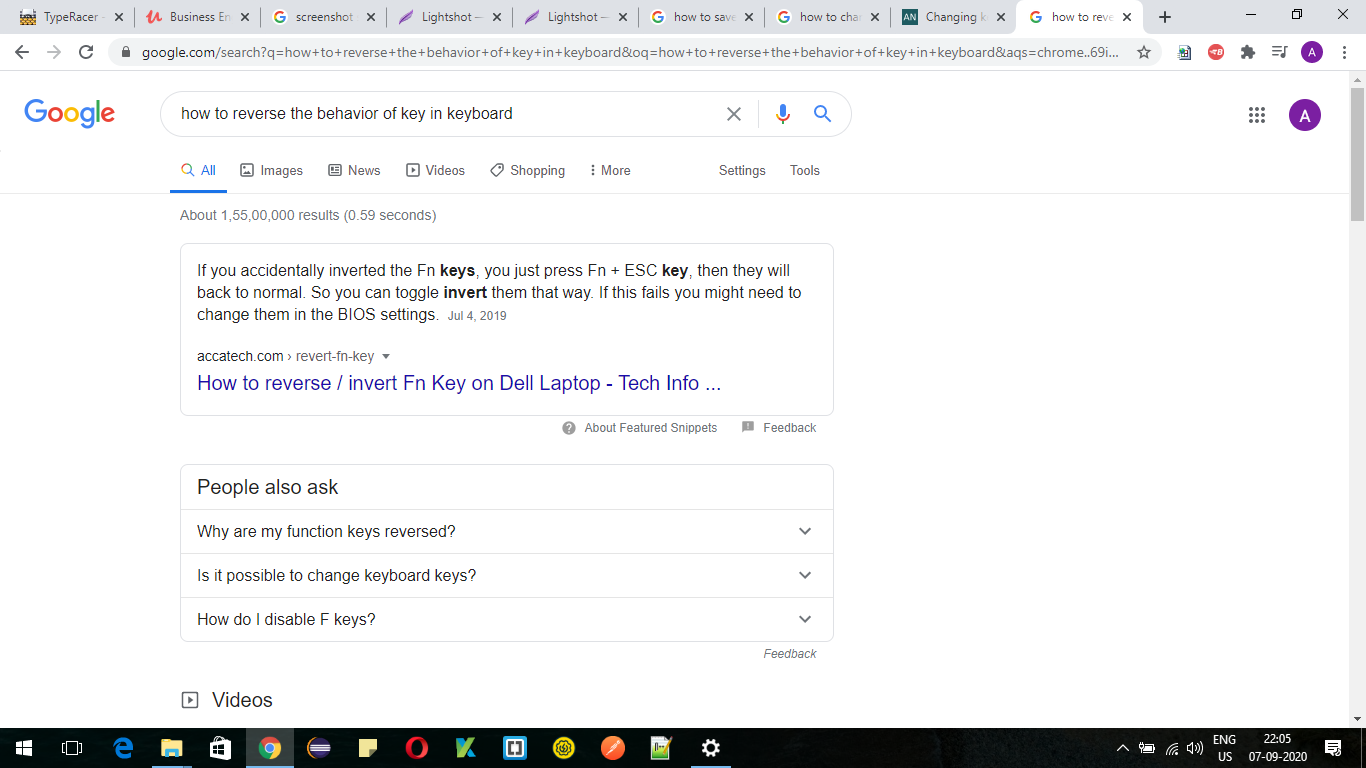 TypeRacer - Business En screenshot Lightshot — Lightshot — how to save how to chan Changing k how to reve
google.com/search?q=how+to+reverse+the+behavior+of+key+in+keyboard&oq=how+to+reverse+the+behavior+of+key+in+keyboard&aqs=chrome..69i...
A
Google
how to reverse the behavior of key in keyboard
A
All Images News Videos Shopping More Settings Tools
About 1,55,00,000 results (0.59 seconds)
If you accidentally inverted the Fn keys, you just press Fn + ESC key, then they will
back to normal. So you can toggle invert them that way. If this fails you might need to
change them in the BIOS settings. Jul 4, 2019
accatech.com › revert-fn-key
How to reverse / invert Fn Key on Dell Laptop - Tech Info ...
About Featured Snippets Feedback
People also ask
Why are my function keys reversed?
Is it possible to change keyboard keys?
How do I disable F keys?
Feedback
Videos
ENG 22:05
US 07-09-2020